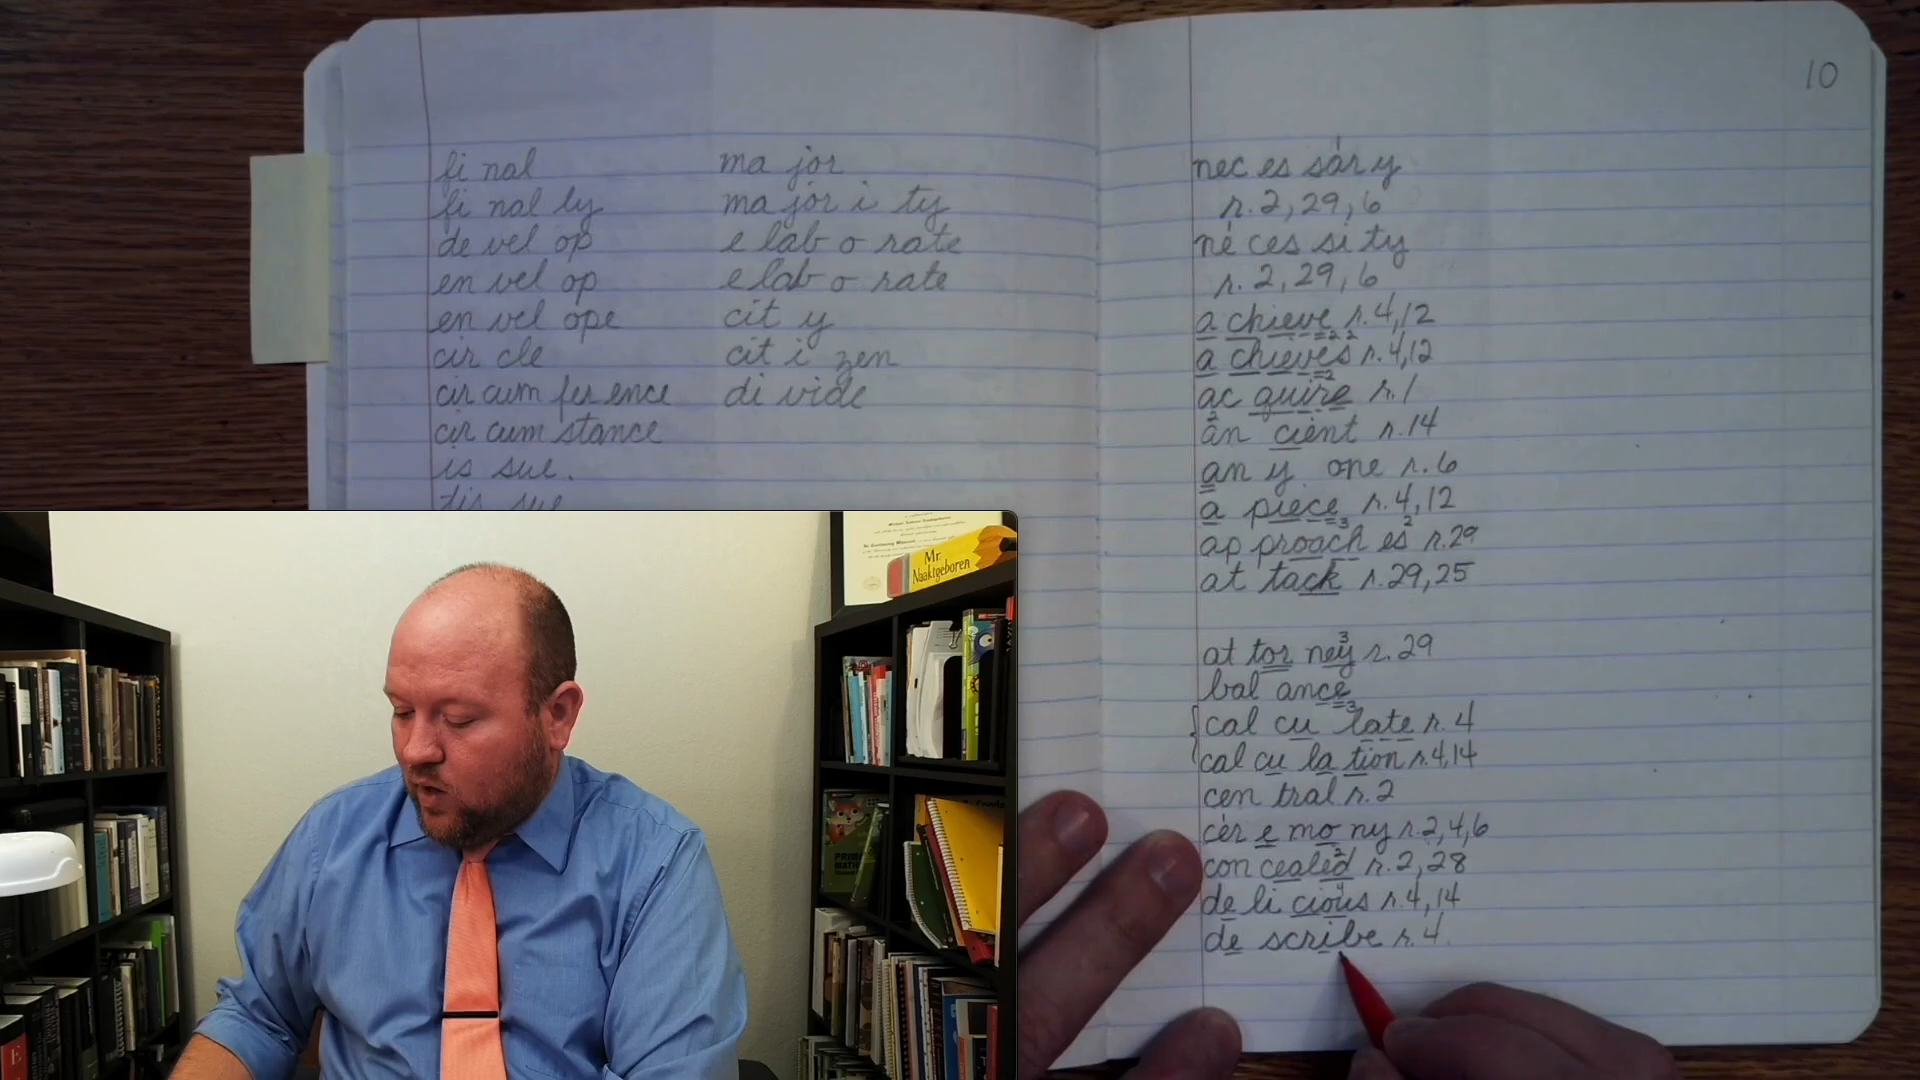 10
fi nal
fi nal ly
de vel op
en vel op
en vel ope
cir cle
cir cum fer ence
cir cum stance
is sue.
tis sue
ma jor
ma jor i ty
e lab o rate
e lab o rate
cit y
cit i zen
di vide
nec es sar y
r. 2, 29, 6
ne ces si ty
r. 2, 29, 6
a chieve r. 4, 12
a chieves r. 4, 12
ac quire r. 1
an cient r. 14
an y one r. 6
a piece r. 4, 12
ap proach es r. 29
at tack r. 29, 25
at tor ney r. 29
bal ance
cal cu late r. 4
cal cu la tion r. 4, 14
cen tral r. 2
cer e mo ny r. 2, 4, 6
con cealed r. 2, 28
de li cious r. 4, 14
de scribe r. 4
Mr.
Naaktgeboren